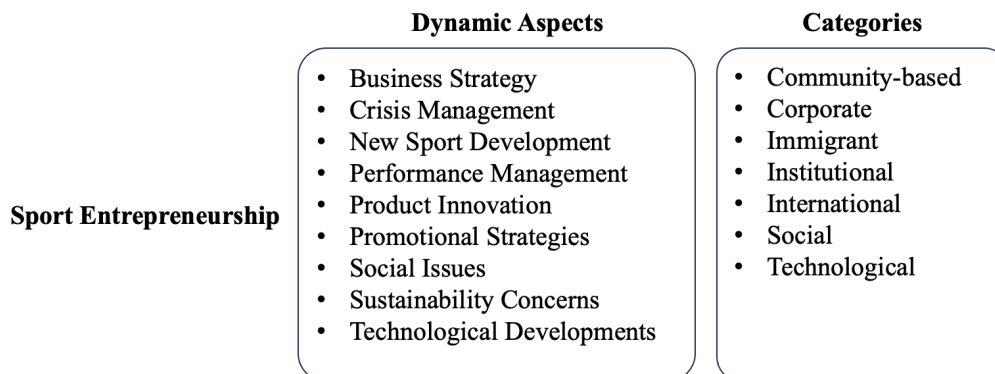 Dynamic Aspects
Categories
Sport Entrepreneurship
• Business Strategy
• Crisis Management
• New Sport Development
• Performance Management
• Product Innovation
• Promotional Strategies
• Social Issues
• Sustainability Concerns
• Technological Developments
• Community-based
• Corporate
• Immigrant
• Institutional
• International
• Social
• Technological